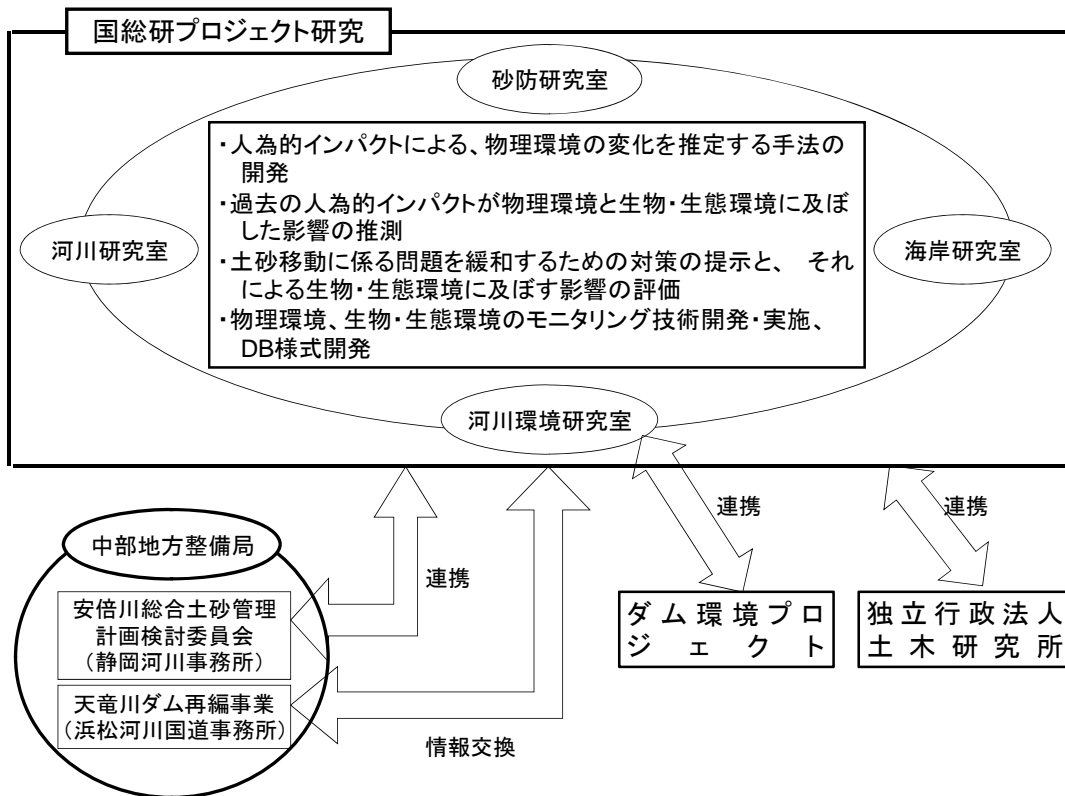 国総研プロジェクト研究
砂防研究室
・人為的インパクトによる、物理環境の変化を推定する手法の
開発
・過去の人為的インパクトが物理環境と生物・生態環境に及ぼ
した影響の推測
・土砂移動に係る問題を緩和するための対策の提示と、 それ
による生物・生態環境に及ぼす影響の評価
・物理環境、生物・生態環境のモニタリング技術開発・実施、
DB様式開発
河川研究室
海岸研究室
河川環境研究室
連携
連携
中部地方整備局
連携
安倍川総合土砂管理
計画検討委員会
（静岡河川事務所）
天竜川ダム再編事業
（浜松河川国道事務所）
情報交換
ダム環境プロ
ジェクト
独立行政法人
土木研究所